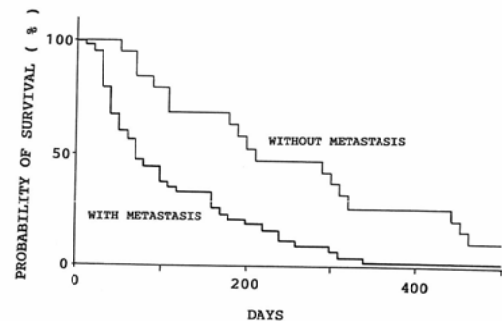 PROBABILITY OF SURVIVAL ( % )
100
50
0
WITHOUT METASTASIS
WITH METASTASIS
0
200
400
DAYS